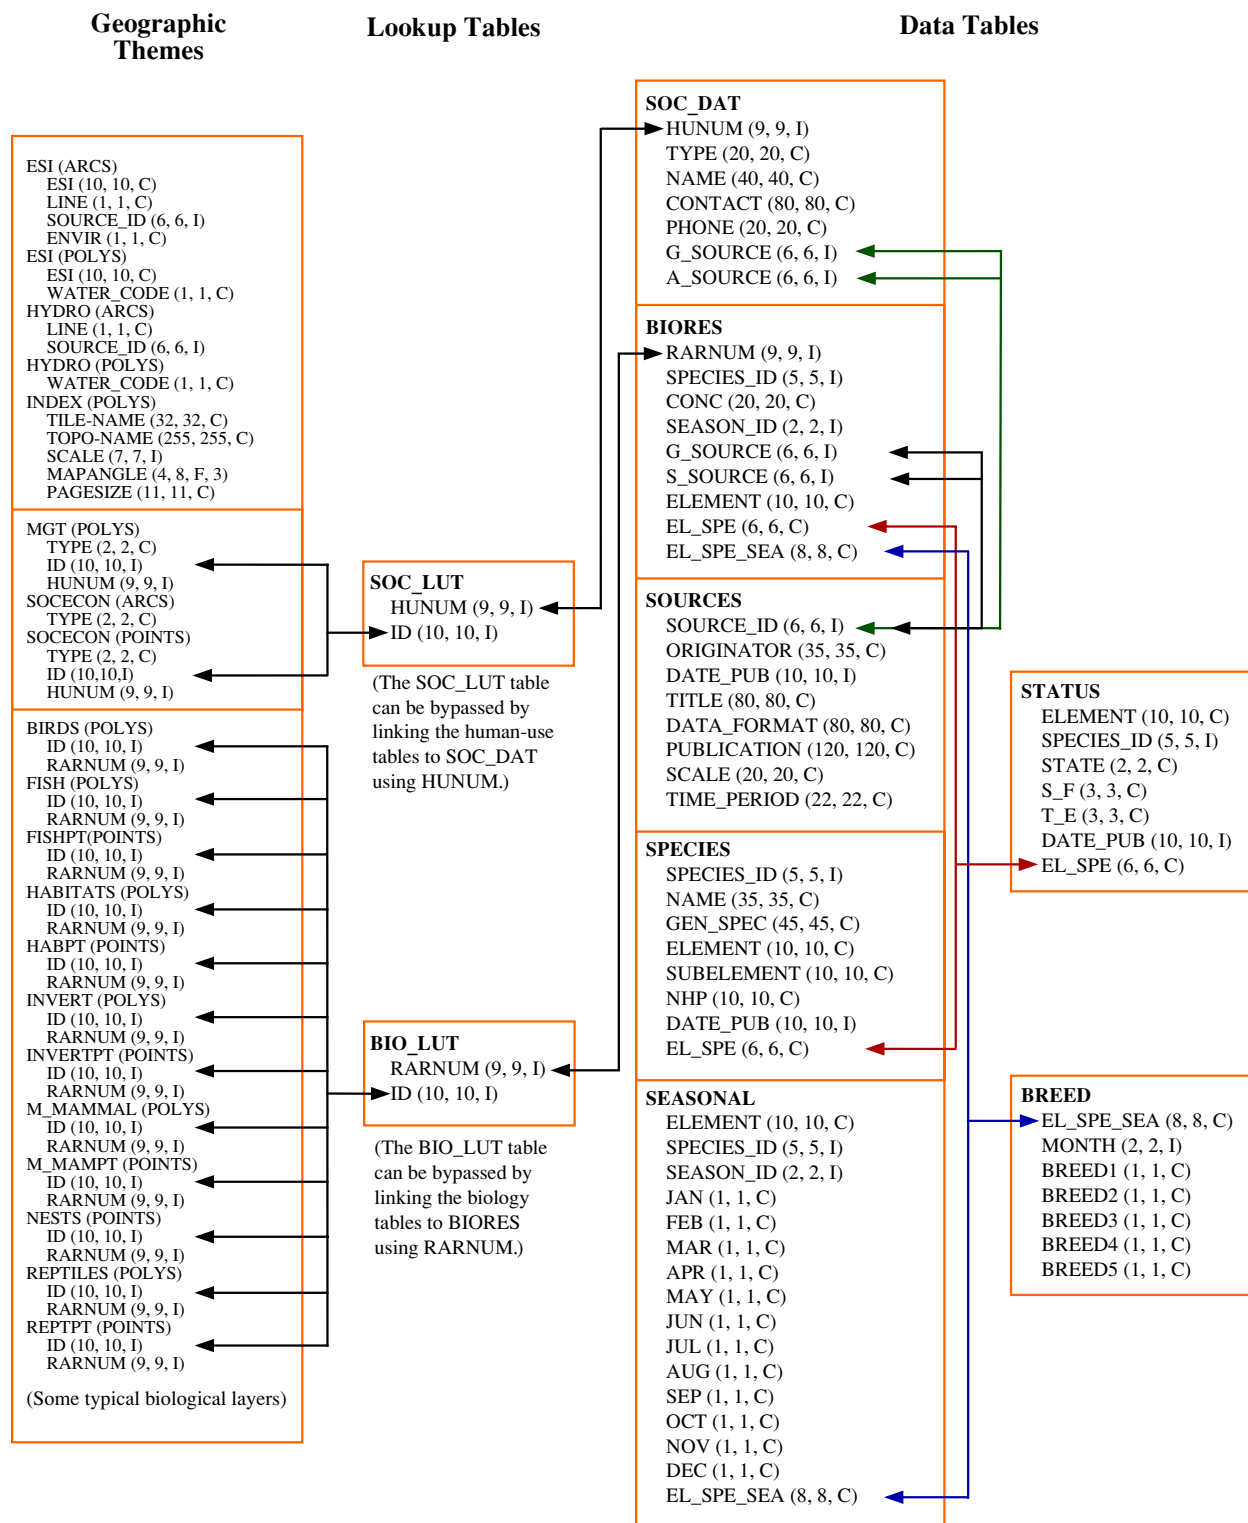 Geographic
Themes
Lookup Tables
Data Tables
ESI (ARCS)
ESI (10, 10, C)
LINE (1, 1, C)
SOURCE_ID (6, 6, I)
ENVIR (1, 1, C)
ESI (POLYS)
ESI (10, 10, C)
WATER_CODE (1, 1, C)
HYDRO (ARCS)
LINE (1, 1, C)
SOURCE_ID (6, 6, I)
HYDRO (POLYS)
WATER_CODE (1, 1, C)
INDEX (POLYS)
TILE-NAME (32, 32, C)
TOPO-NAME (255, 255, C)
SCALE (7, 7, I)
MAPANGLE (4, 8, F, 3)
PAGESIZE (11, 11, C)
MGT (POLYS)
TYPE (2, 2, C)
ID (10, 10, I)
HUNUM (9, 9, I)
SOCECON (ARCS)
TYPE (2, 2, C)
SOCECON (POINTS)
TYPE (2, 2, C)
ID (10,10,I)
HUNUM (9, 9, I)
BIRDS (POLYS)
ID (10, 10, I)
RARNUM (9, 9, I)
FISH (POLYS)
ID (10, 10, I)
RARNUM (9, 9, I)
FISHPT(POINTS)
ID (10, 10, I)
RARNUM (9, 9, I)
HABITATS (POLYS)
ID (10, 10, I)
RARNUM (9, 9, I)
HABPT (POINTS)
ID (10, 10, I)
RARNUM (9, 9, I)
INVERT (POLYS)
ID (10, 10, I)
RARNUM (9, 9, I)
INVERTPT (POINTS)
ID (10, 10, I)
RARNUM (9, 9, I)
M_MAMMAL (POLYS)
ID (10, 10, I)
RARNUM (9, 9, I)
M_MAMPT (POINTS)
ID (10, 10, I)
RARNUM (9, 9, I)
NESTS (POINTS)
ID (10, 10, I)
RARNUM (9, 9, I)
REPTILES (POLYS)
ID (10, 10, I)
RARNUM (9, 9, I)
REPTPT (POINTS)
ID (10, 10, I)
RARNUM (9, 9, I)
(Some typical biological layers)
SOC_LUT
HUNUM (9, 9, I)
ID (10, 10, I)
(The SOC_LUT table
can be bypassed by
linking the human-use
tables to SOC_DAT
using HUNUM.)
BIO_LUT
RARNUM (9, 9, I)
ID (10, 10, I)
(The BIO_LUT table
can be bypassed by
linking the biology
tables to BIORES
using RARNUM.)
SOC_DAT
HUNUM (9, 9, I)
TYPE (20, 20, C)
NAME (40, 40, C)
CONTACT (80, 80, C)
PHONE (20, 20, C)
G_SOURCE (6, 6, I)
A_SOURCE (6, 6, I)
BIORES
RARNUM (9, 9, I)
SPECIES_ID (5, 5, I)
CONC (20, 20, C)
SEASON_ID (2, 2, I)
G_SOURCE (6, 6, I)
S_SOURCE (6, 6, I)
ELEMENT (10, 10, C)
EL_SPE (6, 6, C)
EL_SPE_SEA (8, 8, C)
SOURCES
SOURCE_ID (6, 6, I)
ORIGINATOR (35, 35, C)
DATE_PUB (10, 10, I)
TITLE (80, 80, C)
DATA_FORMAT (80, 80, C)
PUBLICATION (120, 120, C)
SCALE (20, 20, C)
TIME_PERIOD (22, 22, C)
SPECIES
SPECIES_ID (5, 5, I)
NAME (35, 35, C)
GEN_SPEC (45, 45, C)
ELEMENT (10, 10, C)
SUBELEMENT (10, 10, C)
NHP (10, 10, C)
DATE_PUB (10, 10, I)
EL_SPE (6, 6, C)
SEASONAL
ELEMENT (10, 10, C)
SPECIES_ID (5, 5, I)
SEASON_ID (2, 2, I)
JAN (1, 1, C)
FEB (1, 1, C)
MAR (1, 1, C)
APR (1, 1, C)
MAY (1, 1, C)
JUN (1, 1, C)
JUL (1, 1, C)
AUG (1, 1, C)
SEP (1, 1, C)
OCT (1, 1, C)
NOV (1, 1, C)
DEC (1, 1, C)
EL_SPE_SEA (8, 8, C)
STATUS
ELEMENT (10, 10, C)
SPECIES_ID (5, 5, I)
STATE (2, 2, C)
S_F (3, 3, C)
T_E (3, 3, C)
DATE_PUB (10, 10, I)
EL_SPE (6, 6, C)
BREED
EL_SPE_SEA (8, 8, C)
MONTH (2, 2, I)
BREED1 (1, 1, C)
BREED2 (1, 1, C)
BREED3 (1, 1, C)
BREED4 (1, 1, C)
BREED5 (1, 1, C)